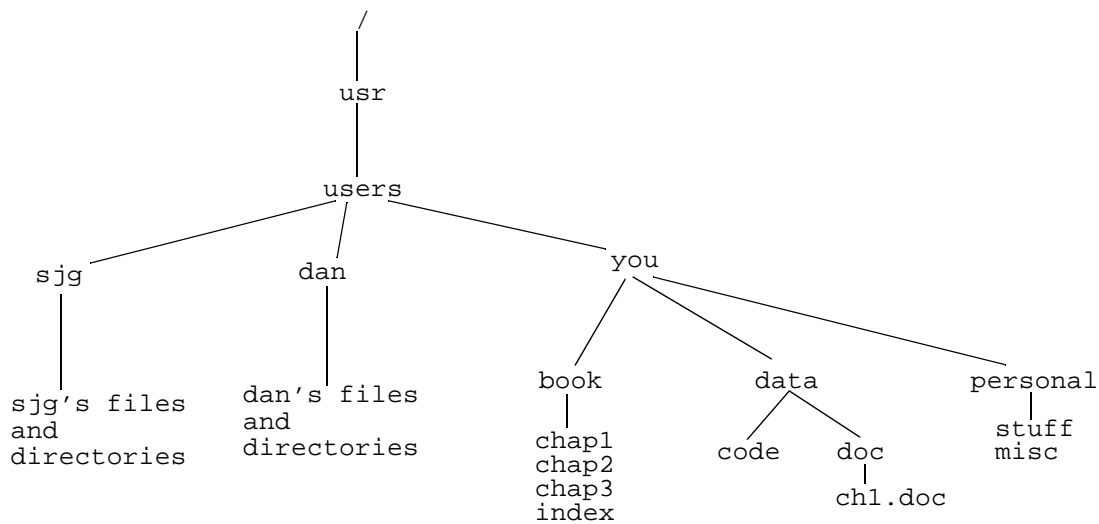 /
usr
users
sjg
dan
you
sjg's files
and
directories
dan's files
and
directories
book
chap1
chap2
chap3
index
data
code
doc
ch1.doc
personal
stuff
misc